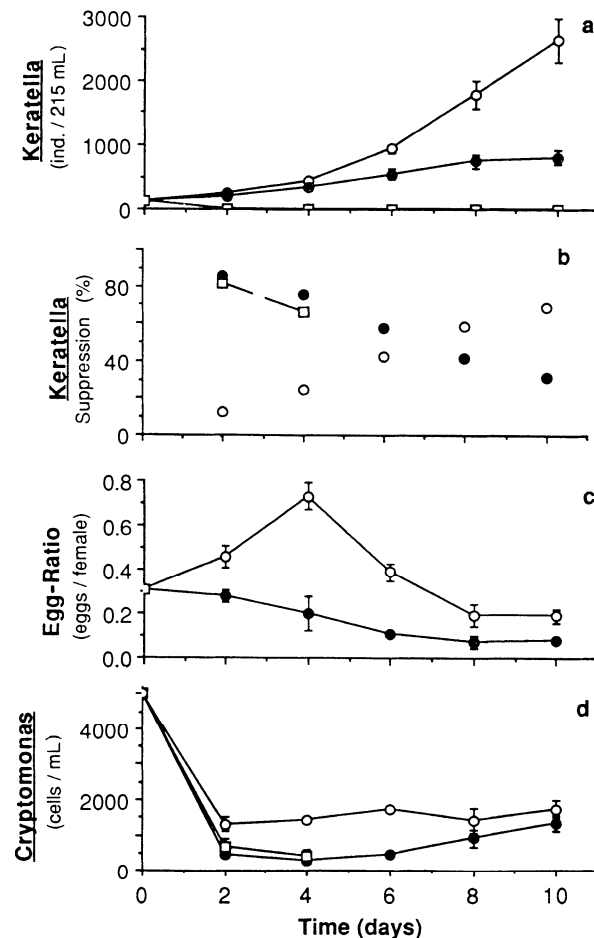 a
Keratella
(ind. / 215 mL)
3000
2000
1000
0
b
Keratella
Suppression (%)
80
40
0
c
Egg-Ratio
(eggs / female)
0.8
0.6
0.4
0.2
0.0
d
Cryptomonas
(cells / mL)
4000
2000
0
0 2 4 6 8 10
Time (days)